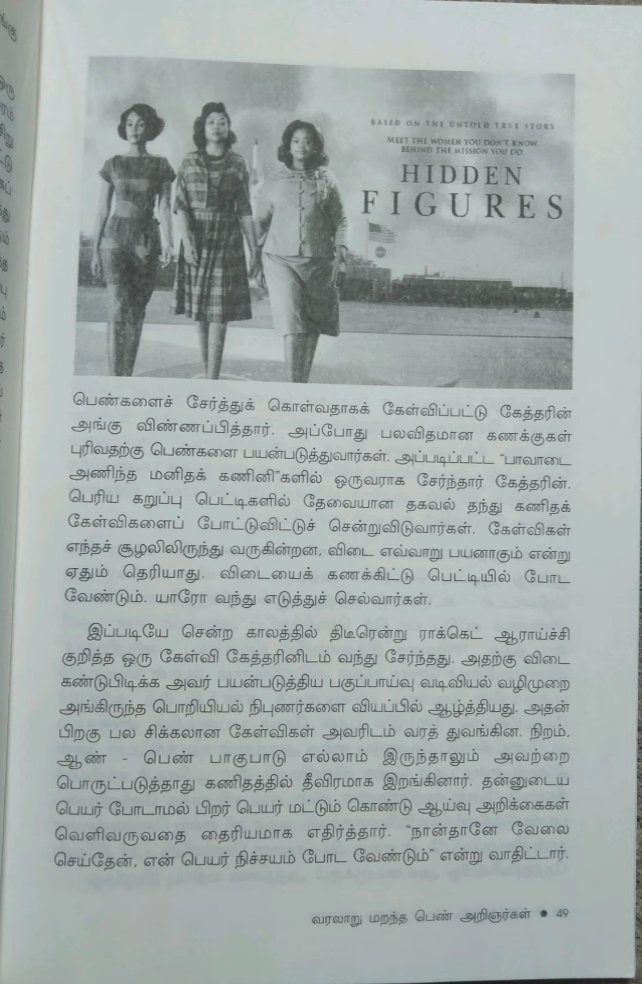 BASED ON THE UNTOLD TRUE STORY
MEET THE WOMEN YOU DON'T KNOW,
BEHIND THE MISSION YOU DO.
HIDDEN
FIGURES
பெண்களைச் சேர்த்துக் கொள்வதாகக் கேள்விப்பட்டு கேத்தரின்
அங்கு விண்ணப்பித்தார். அப்போது பலவிதமான கணக்குகள்
புரிவதற்கு பெண்களை பயன்படுத்துவார்கள். அப்படிப்பட்ட "பாவாடை
அணிந்த மனிதக் கணினி"களில் ஒருவராக சேர்ந்தார் கேத்தரின்.
பெரிய கறுப்பு பெட்டிகளில் தேவையான தகவல் தந்து கணிதக்
கேள்விகளைப் போட்டுவிட்டுச் சென்றுவிடுவார்கள். கேள்விகள்
எந்தச் சூழலிலிருந்து வருகின்றன, விடை எவ்வாறு பயனாகும் என்று
ஏதும் தெரியாது. விடையைக் கணக்கிட்டு பெட்டியில் போட
வேண்டும். யாரோ வந்து எடுத்துச் செல்வார்கள்.
இப்படியே சென்ற காலத்தில் திடீரென்று ராக்கெட் ஆராய்ச்சி
குறித்த ஒரு கேள்வி கேத்தரினிடம் வந்து சேர்ந்தது. அதற்கு விடை
கண்டுபிடிக்க அவர் பயன்படுத்திய பகுப்பாய்வு வடிவியல் வழிமுறை
அங்கிருந்த பொறியியல் நிபுணர்களை வியப்பில் ஆழ்த்தியது. அதன்
பிறகு பல சிக்கலான கேள்விகள் அவரிடம் வரத் துவங்கின. நிறம்,
ஆண் - பெண் பாகுபாடு எல்லாம் இருந்தாலும் அவற்றை
பொருட்படுத்தாது கணிதத்தில் தீவிரமாக இறங்கினார். தன்னுடைய
பெயர் போடாமல் பிறர் பெயர் மட்டும் கொண்டு ஆய்வு அறிக்கைகள்
வெளிவருவதை தைரியமாக எதிர்த்தார். "நான்தானே வேலை
செய்தேன், என் பெயர் நிச்சயம் போட வேண்டும்" என்று வாதிட்டார்.
வரலாறு மறந்த பெண் அறிஞர்கள் ● 49